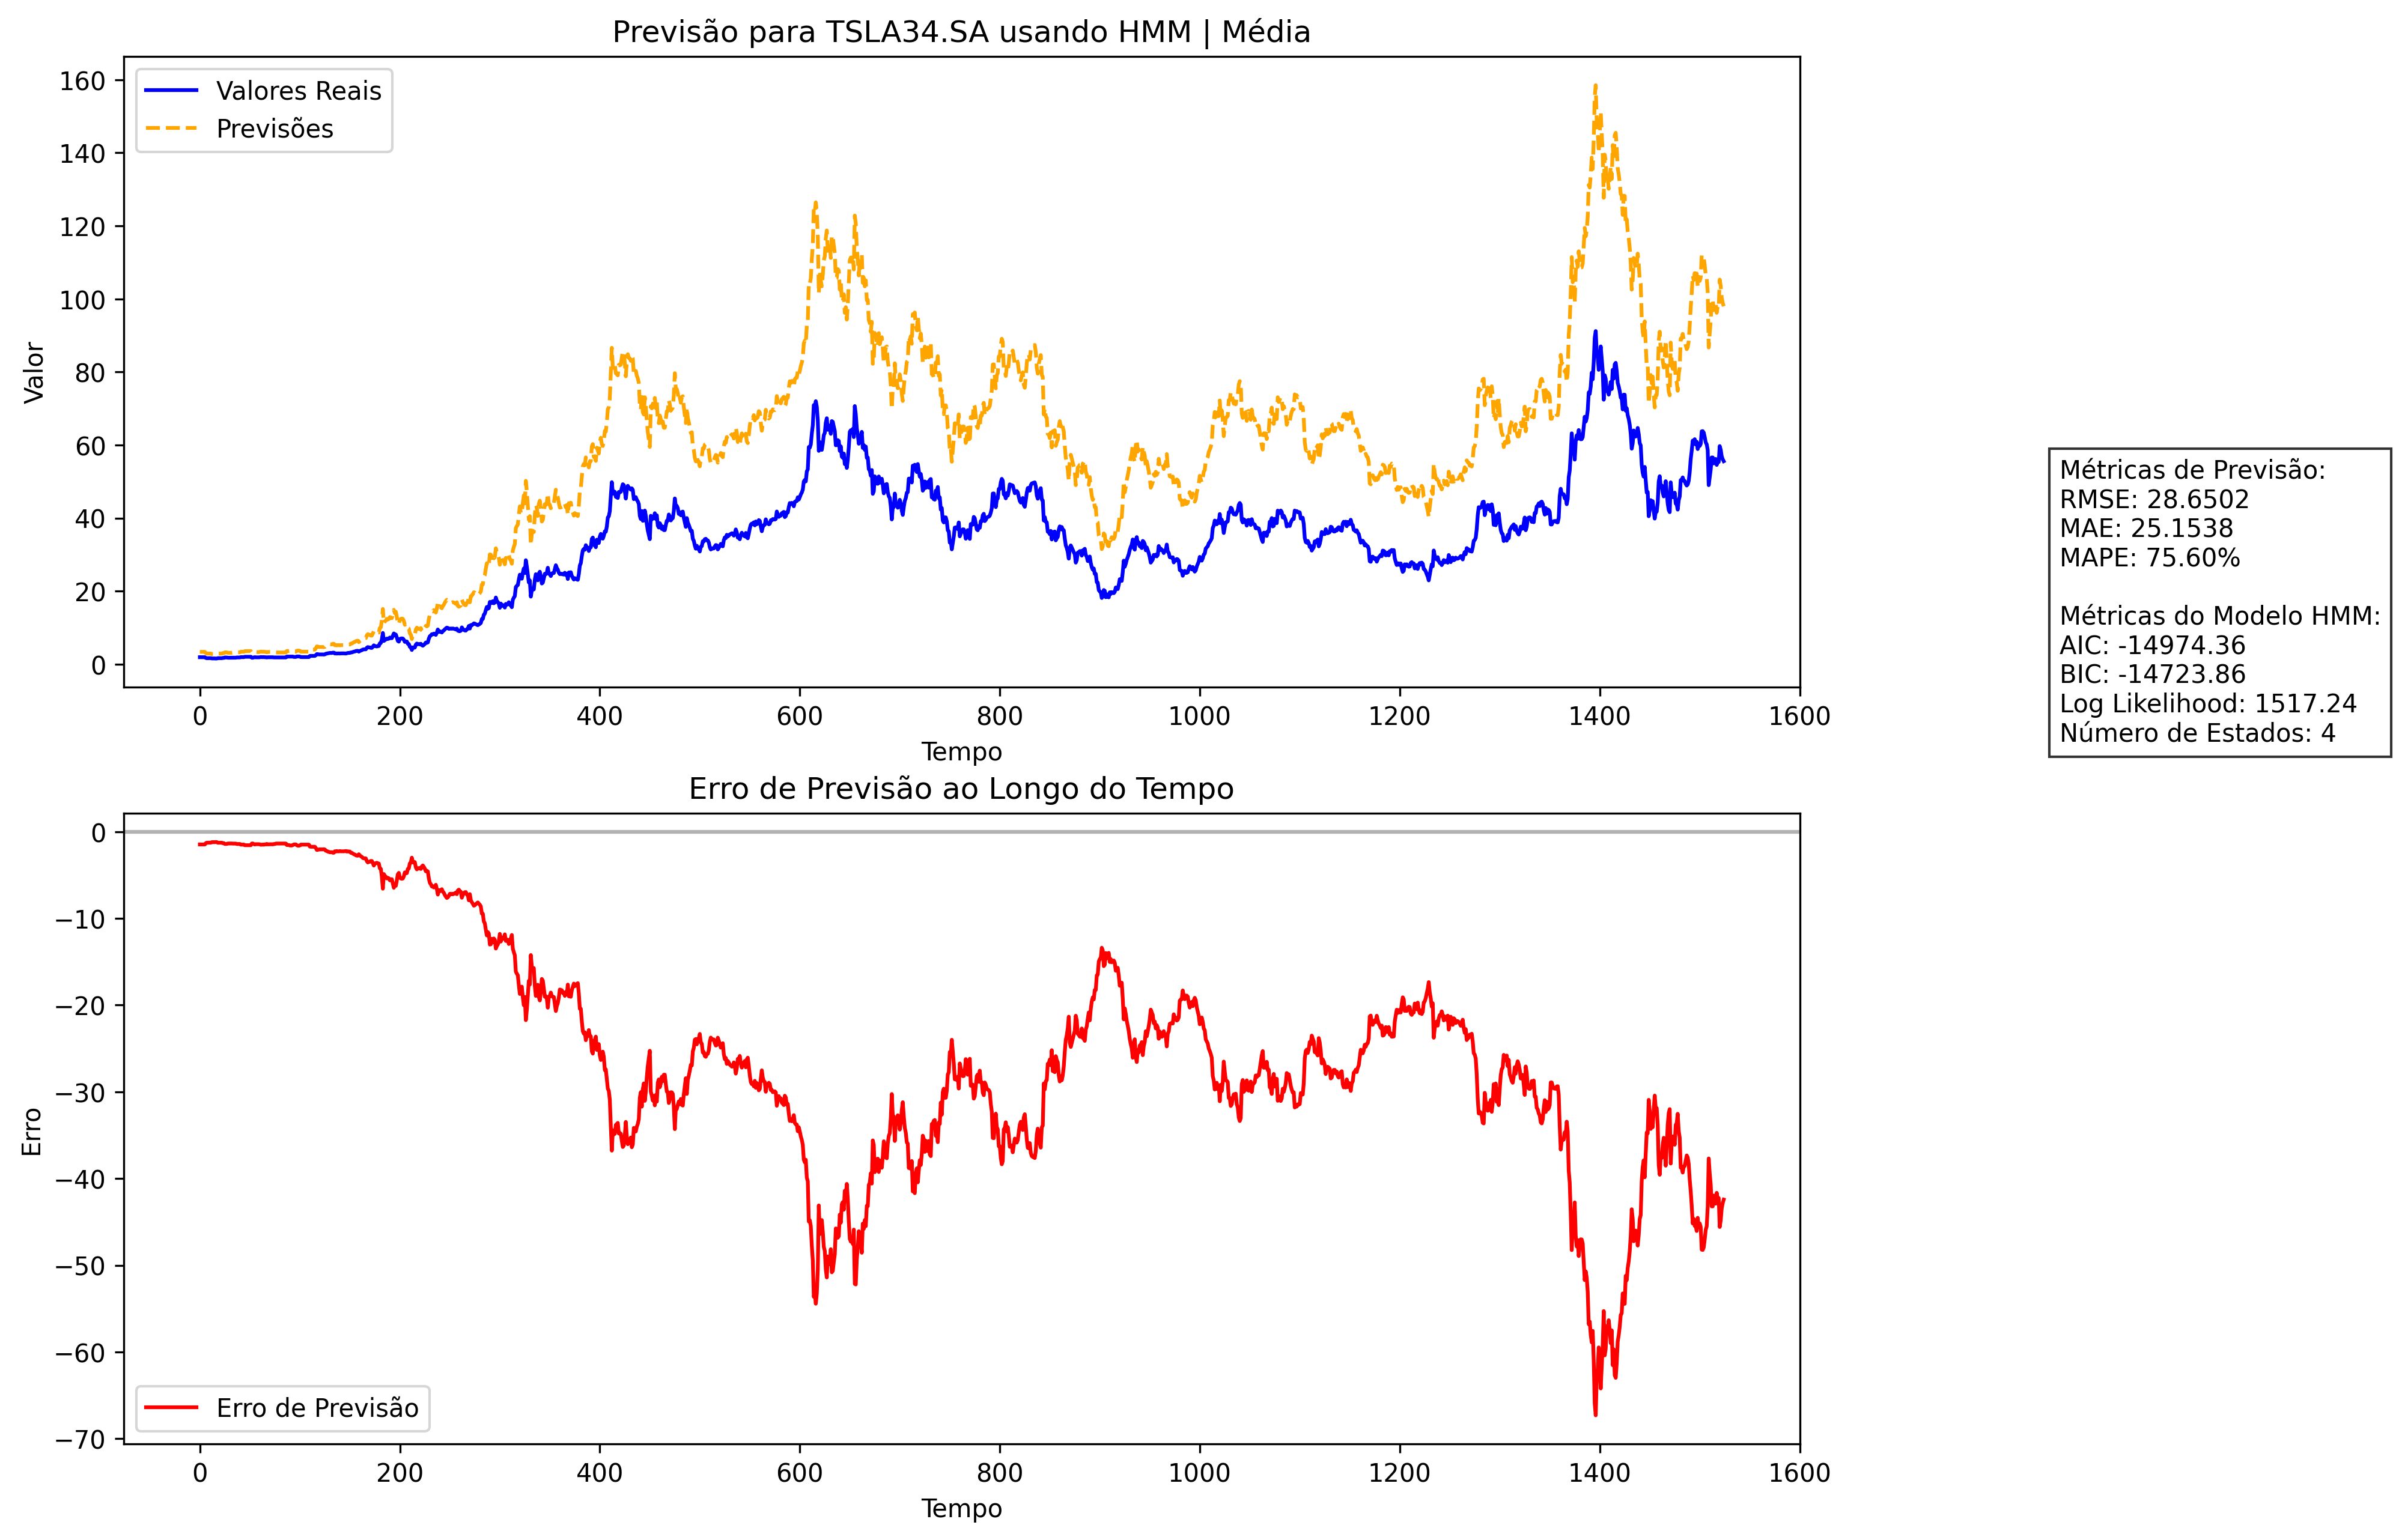 Previsão para TSLA34.SA usando HMM | Média
Valores Reais
Previsões
Valor
160
140
120
100
80
60
40
20
0
0 200 400 600 800 1000 1200 1400 1600
Tempo
Métricas de Previsão:
RMSE: 28.6502
MAE: 25.1538
MAPE: 75.60%
Métricas do Modelo HMM:
AIC: -14974.36
BIC: -14723.86
Log Likelihood: 1517.24
Número de Estados: 4
Erro de Previsão ao Longo do Tempo
Erro
0
−10
−20
−30
−40
−50
−60
−70
Erro de Previsão
0 200 400 600 800 1000 1200 1400 1600
Tempo